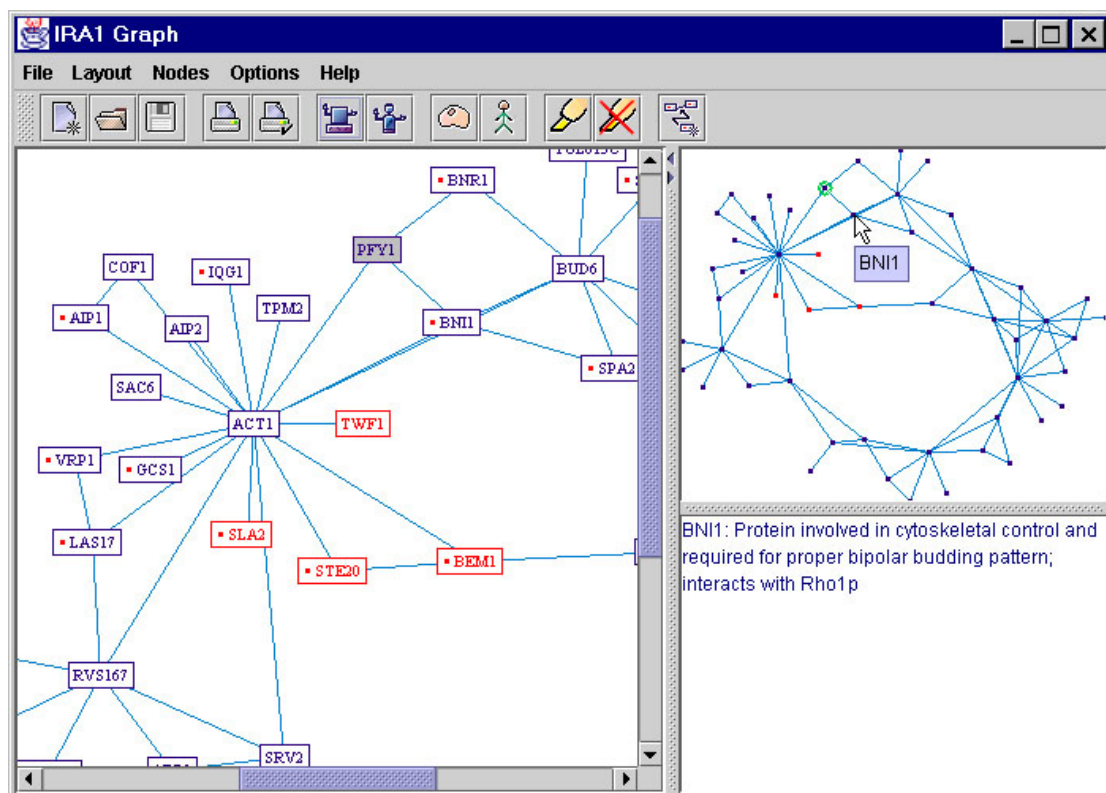 IRA1 Graph
File Layout Nodes Options Help
BNR1
PFY1
BUD6
COF1
IQG1
TPM2
AIP1
AIP2
BNI1
SPA2
SAC6
ACT1
TWF1
VRP1
GCS1
LAS17
SLA2
STE20
BEM1
RVS167
SRV2
BNI1
BNI1: Protein involved in cytoskeletal control and
required for proper bipolar budding pattern;
interacts with Rho1p